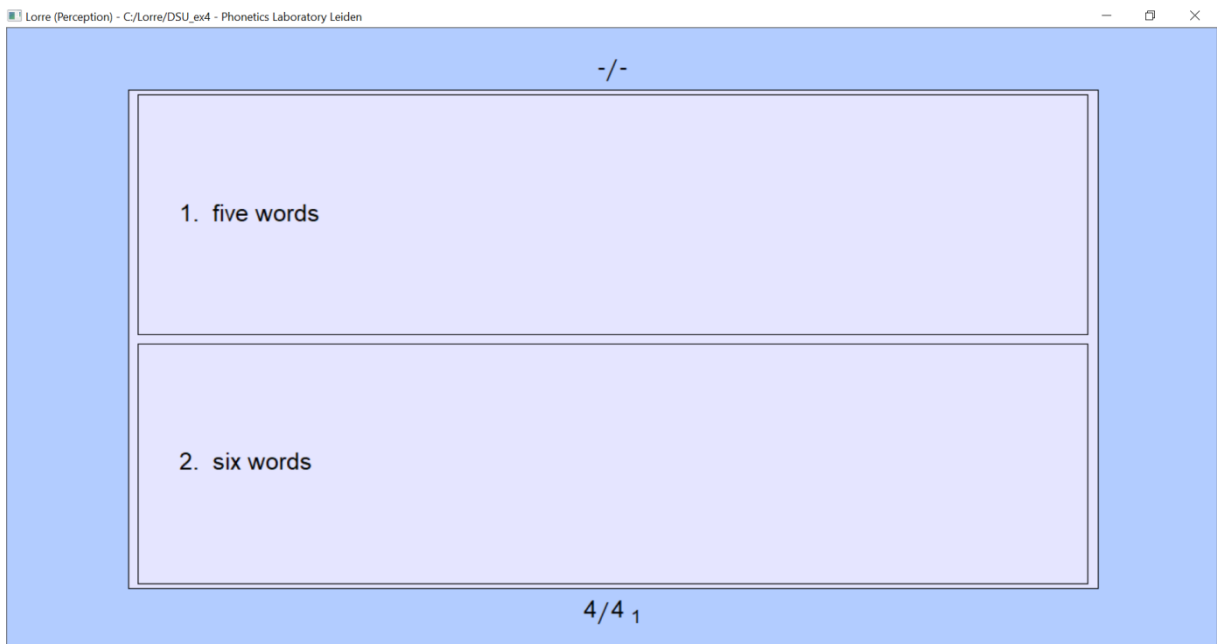 Lorre (Perception) - C:/Lorre/DSU_ex4 - Phonetics Laboratory Leiden
-/-
1. five words
2. six words
4/4 1